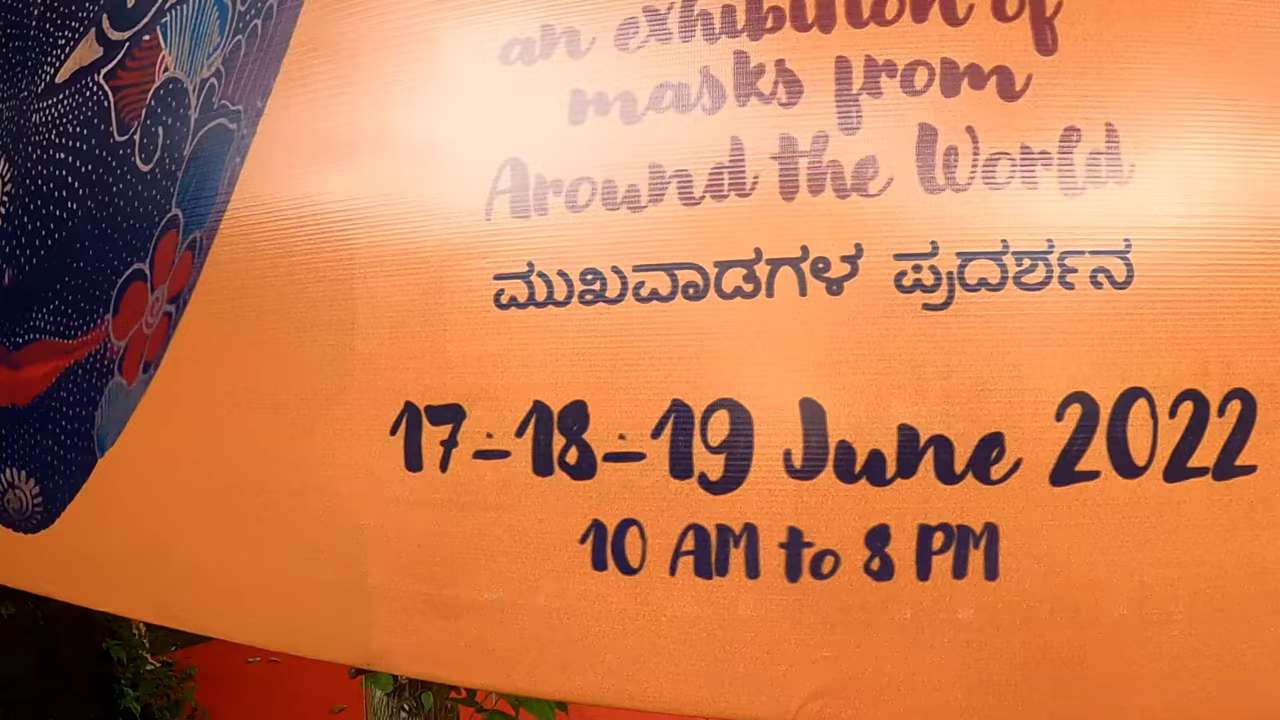 an exhibition of
masks from
Around the World
ಮುಖವಾಡಗಳ ಪ್ರದರ್ಶನ
17-18-19 June 2022
10 AM to 8 PM